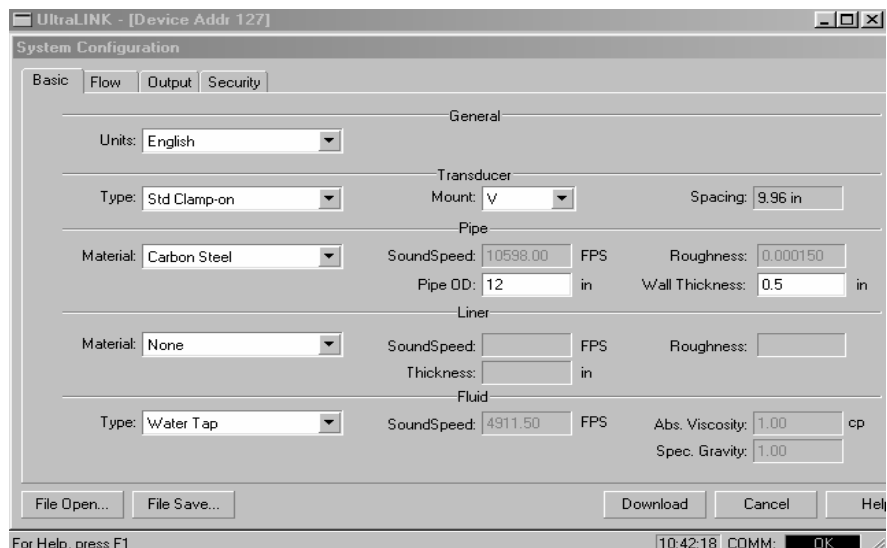 UltraLINK - [Device Addr 127]
System Configuration
Basic Flow Output Security
General
Units: English
Transducer
Type: Std Clamp-on Mount: V Spacing: 9.96 in
Pipe
Material: Carbon Steel SoundSpeed: 10598.00 FPS Roughness: 0.000150
Pipe OD: 12 in Wall Thickness: 0.5 in
Liner
Material: None SoundSpeed: FPS Roughness:
Thickness: in
Fluid
Type: Water Tap SoundSpeed: 4911.50 FPS Abs. Viscosity: 1.00 cp
Spec. Gravity: 1.00
File Open... File Save... Download Cancel Help
For Help, press F1 10:42:18 COMM: OK